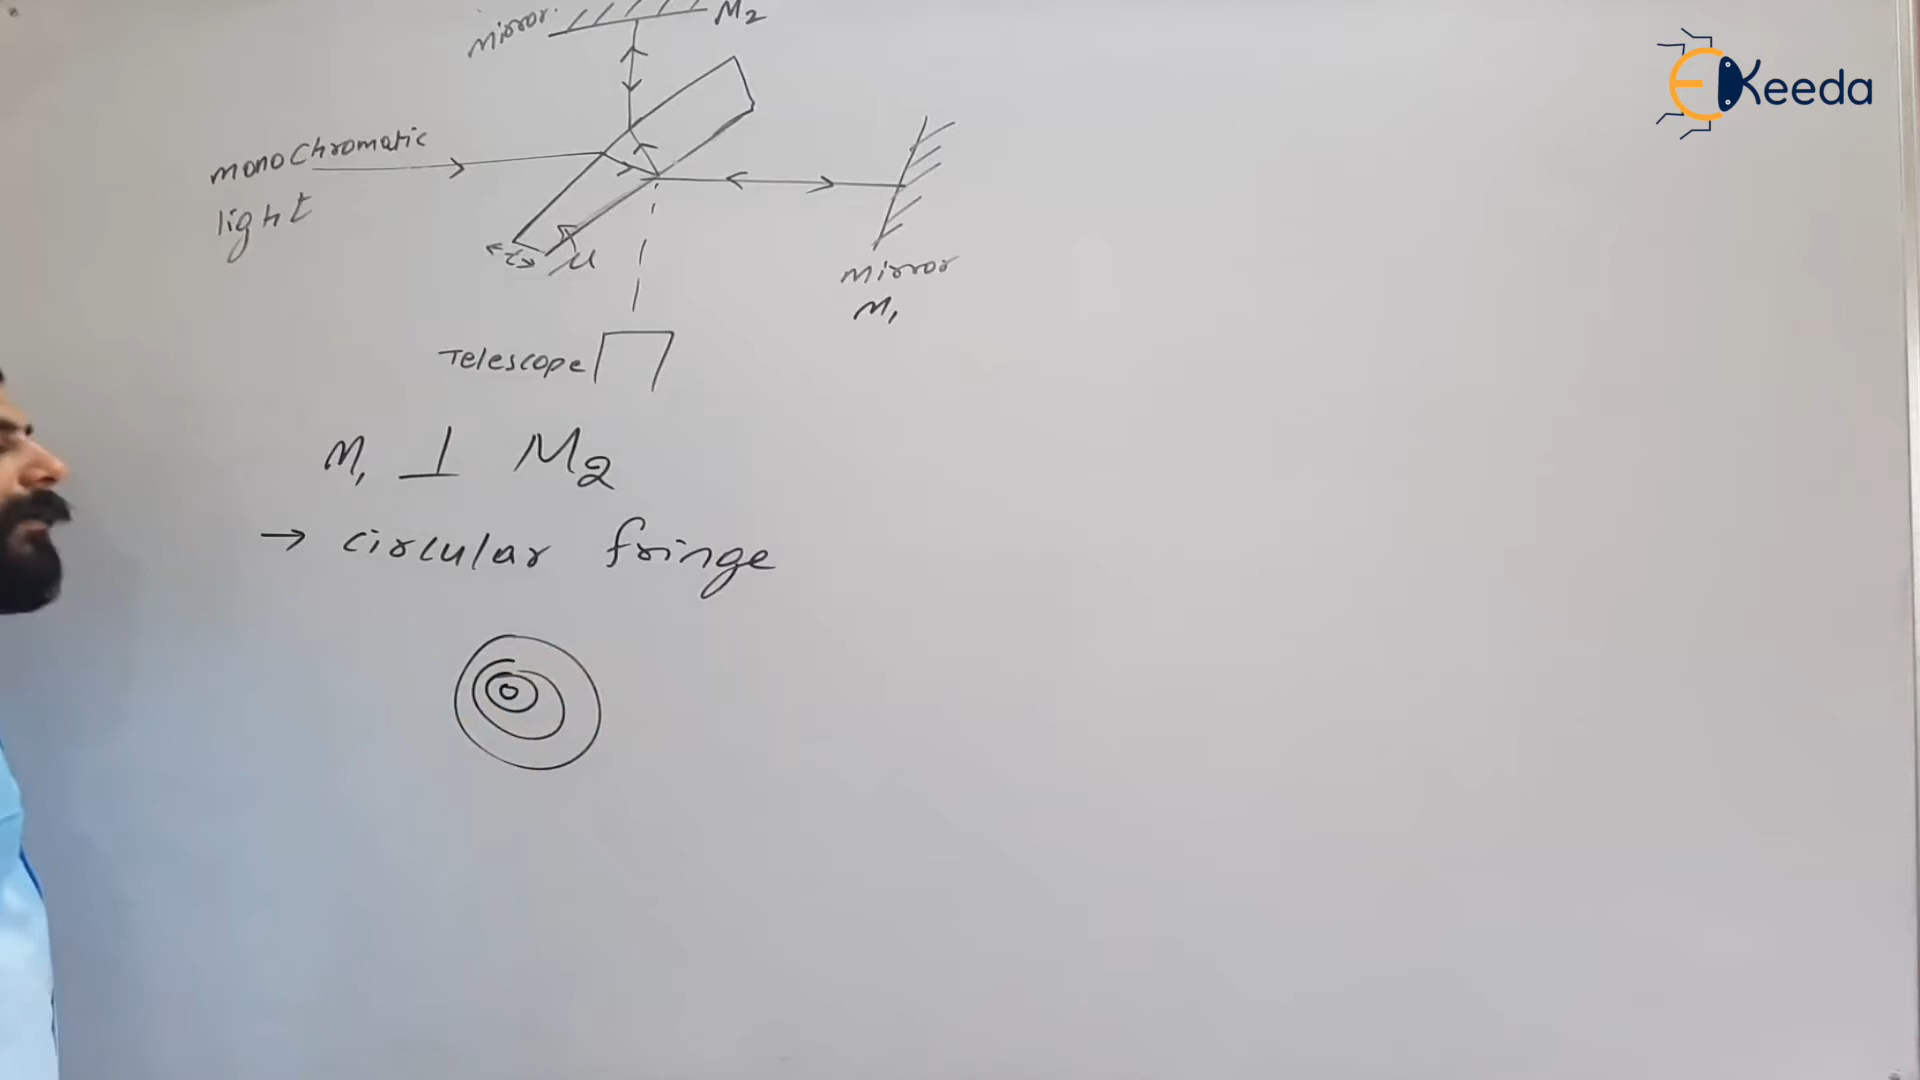 mirror.
M2
EKeeda
monochromatic
light
t
μ
mirror
M1
Telescope
M1 ⊥ M2
→ circular fringe